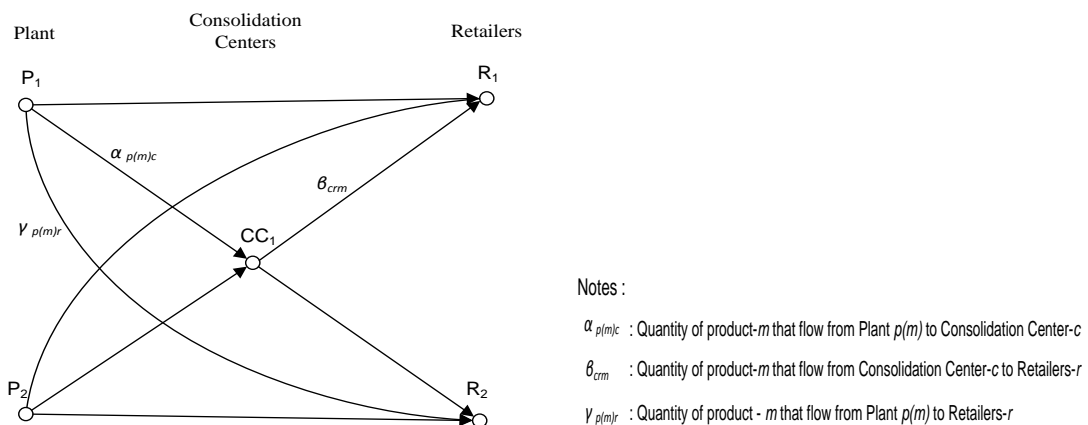 Plant
Consolidation
Centers
Retailers
P1
R1
α p(m)c
βcrm
γ p(m)r
CC1
P2
R2
Notes :
α p(m)c : Quantity of product-m that flow from Plant p(m) to Consolidation Center-c
βcrm : Quantity of product-m that flow from Consolidation Center-c to Retailers-r
γ p(m)r : Quantity of product - m that flow from Plant p(m) to Retailers-r